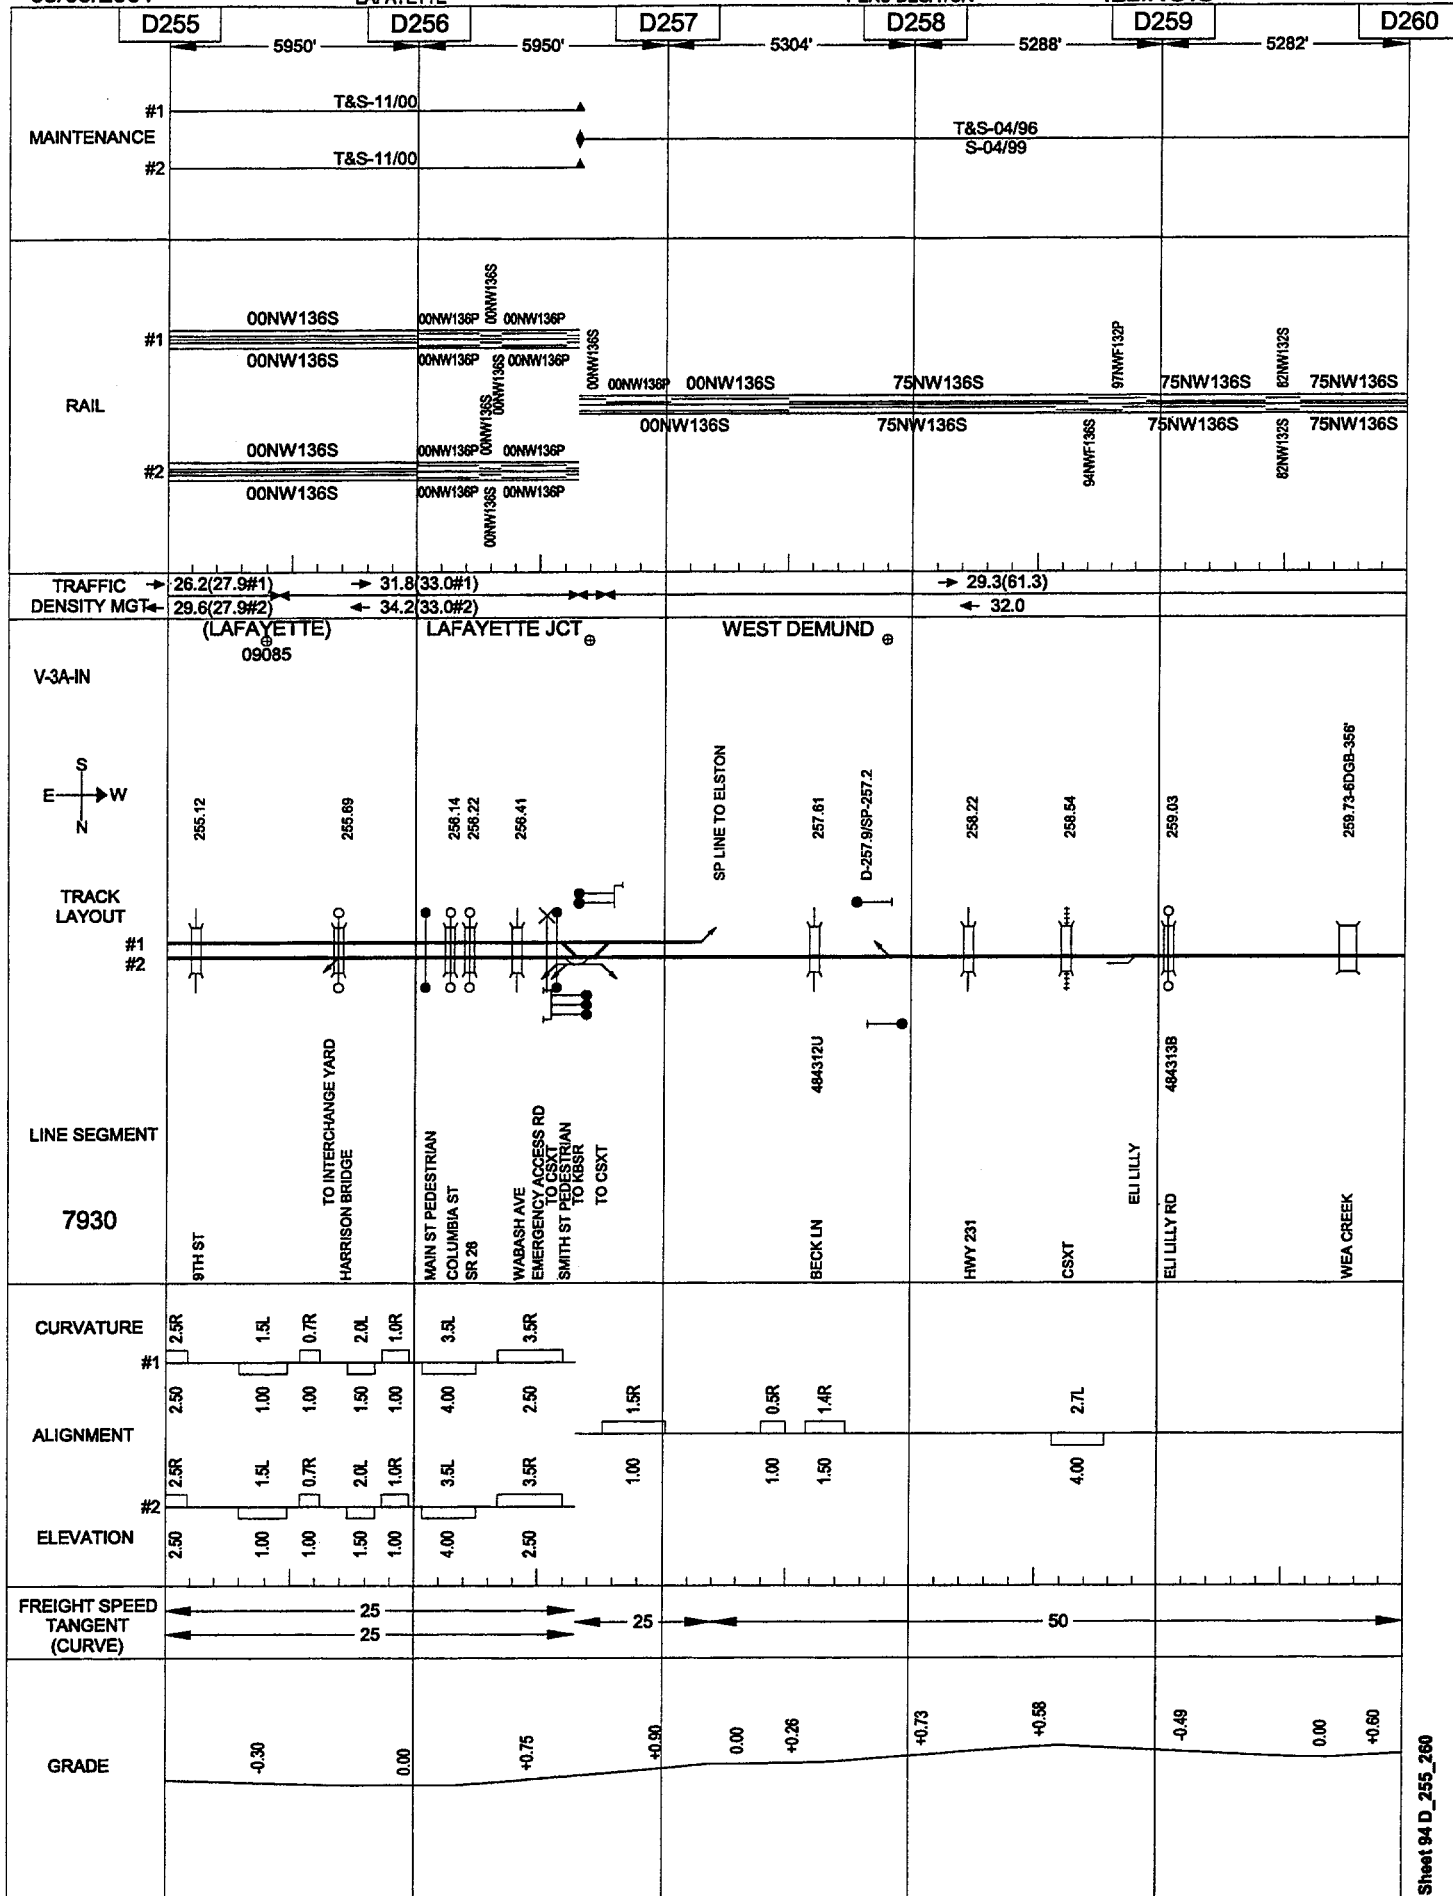 LAFAYETTE
D255 D256 D257 D258 D259 D260
5950' 5950' 5304' 5288' 5282'
MAINTENANCE
#1 T&S-11/00
T&S-04/96
S-04/99
#2 T&S-11/00
RAIL
#1
00NW136S 00NW136P 00NW136S 00NW136P
00NW136S 00NW136P 00NW136S 00NW136P
00NW136S 00NW136P 00NW136S 75NW136S 97NWF132P 75NW136S 82NW132S 75NW136S
00NW136S 75NW136S 94NWF136S 75NW136S 82NW132S 75NW136S
#2
00NW136S 00NW136P 00NW136S 00NW136P
00NW136S 00NW136P 00NW136S 00NW136P
TRAFFIC 26.2(27.9#1) 31.8(33.0#1) 29.3(61.3)
DENSITY MGT 29.6(27.9#2) 34.2(33.0#2) 32.0
(LAFAYETTE) LAFAYETTE JCT WEST DEMUND
09085
V-3A-IN
S
E W
N
255.12
255.69
256.14
256.22
256.41
SP LINE TO ELSTON
257.61
D-257.9/SP-257.2
258.22
258.54
259.03
259.73-6DGB-356'
TRACK
LAYOUT
#1
#2
484312U
484313B
LINE SEGMENT
7930
9TH ST
TO INTERCHANGE YARD
HARRISON BRIDGE
MAIN ST PEDESTRIAN
COLUMBIA ST
SR 26
WABASH AVE
EMERGENCY ACCESS RD
TO CSXT
SMITH ST PEDESTRIAN
TO KBSR
TO CSXT
BECK LN
HWY 231
CSXT
ELI LILLY
ELI LILLY RD
WEA CREEK
CURVATURE
#1
2.5R 1.5L 0.7R 2.0L 1.0R 3.5L 3.5R
2.50 1.00 1.00 1.50 1.00 4.00 2.50
ALIGNMENT
1.5R 0.5R 1.4R 2.7L
1.00 1.00 1.50 4.00
#2
2.5R 1.5L 0.7R 2.0L 1.0R 3.5L 3.5R
ELEVATION
2.50 1.00 1.00 1.50 1.00 4.00 2.50
FREIGHT SPEED
TANGENT
(CURVE)
25
25
25 50
GRADE
-0.30 0.00 +0.75 +0.90 0.00 +0.26 +0.73 +0.58 -0.49 0.00 +0.60
Sheet 94 D_255_260